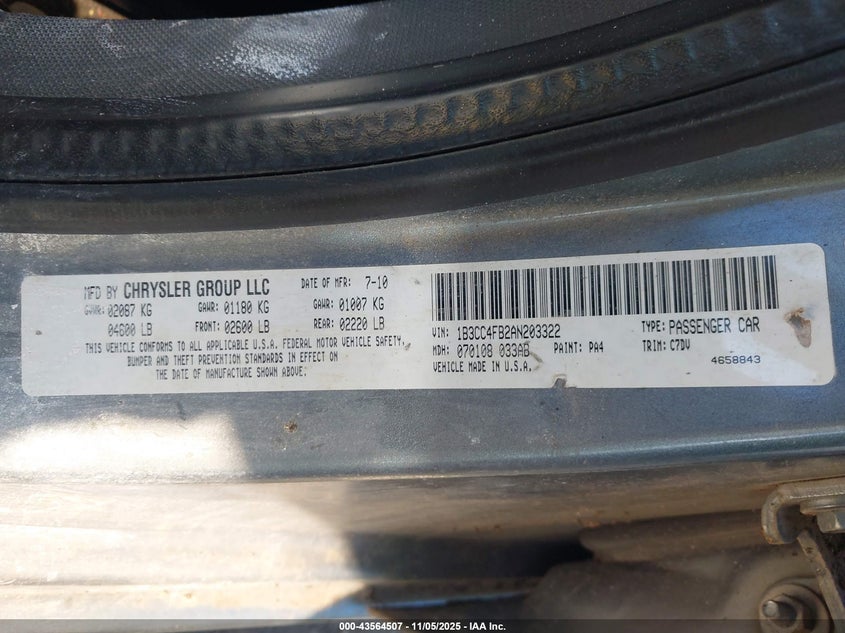 MFD BY CHRYSLER GROUP LLC DATE OF MFR: 7-10
GVWR: 02087 KG GAWR: 01180 KG GAWR: 01007 KG
04600 LB FRONT: 02600 LB REAR: 02220 LB
THIS VEHICLE CONFORMS TO ALL APPLICABLE U.S.A. FEDERAL MOTOR VEHICLE SAFETY,
BUMPER AND THEFT PREVENTION STANDARDS IN EFFECT ON
THE DATE OF MANUFACTURE SHOWN ABOVE.
VIN: 1B3CC4FB2AN203322 TYPE: PASSENGER CAR
MDH: 070108 033AB PAINT: PA4 TRIM: C7DV
VEHICLE MADE IN U.S.A. 4658843
000-43564507 - 11/05/2025 - IAA Inc.